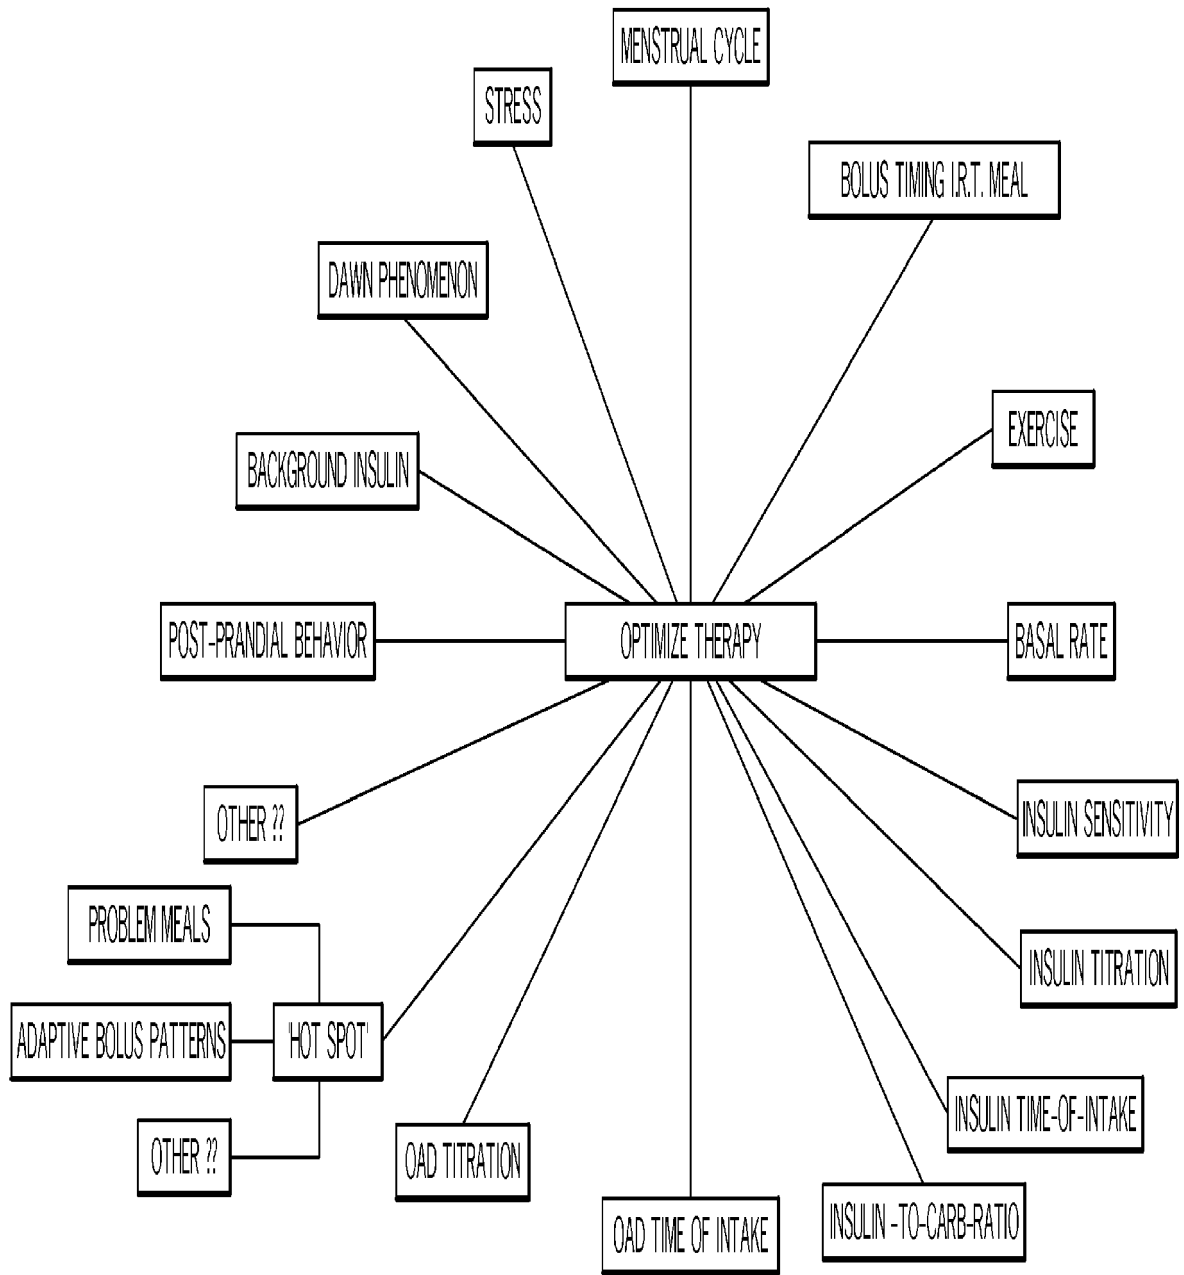 MENSTRUAL CYCLE
STRESS
BOLUS TIMING I.R.T. MEAL
DAWN PHENOMENON
EXERCISE
BACKGROUND INSULIN
POST-PRANDIAL BEHAVIOR
OPTIMIZE THERAPY
BASAL RATE
OTHER ??
INSULIN SENSITIVITY
PROBLEM MEALS
INSULIN TITRATION
ADAPTIVE BOLUS PATTERNS
'HOT SPOT'
INSULIN TIME-OF-INTAKE
OTHER ??
OAD TITRATION
INSULIN -TO-CARB-RATIO
OAD TIME OF INTAKE